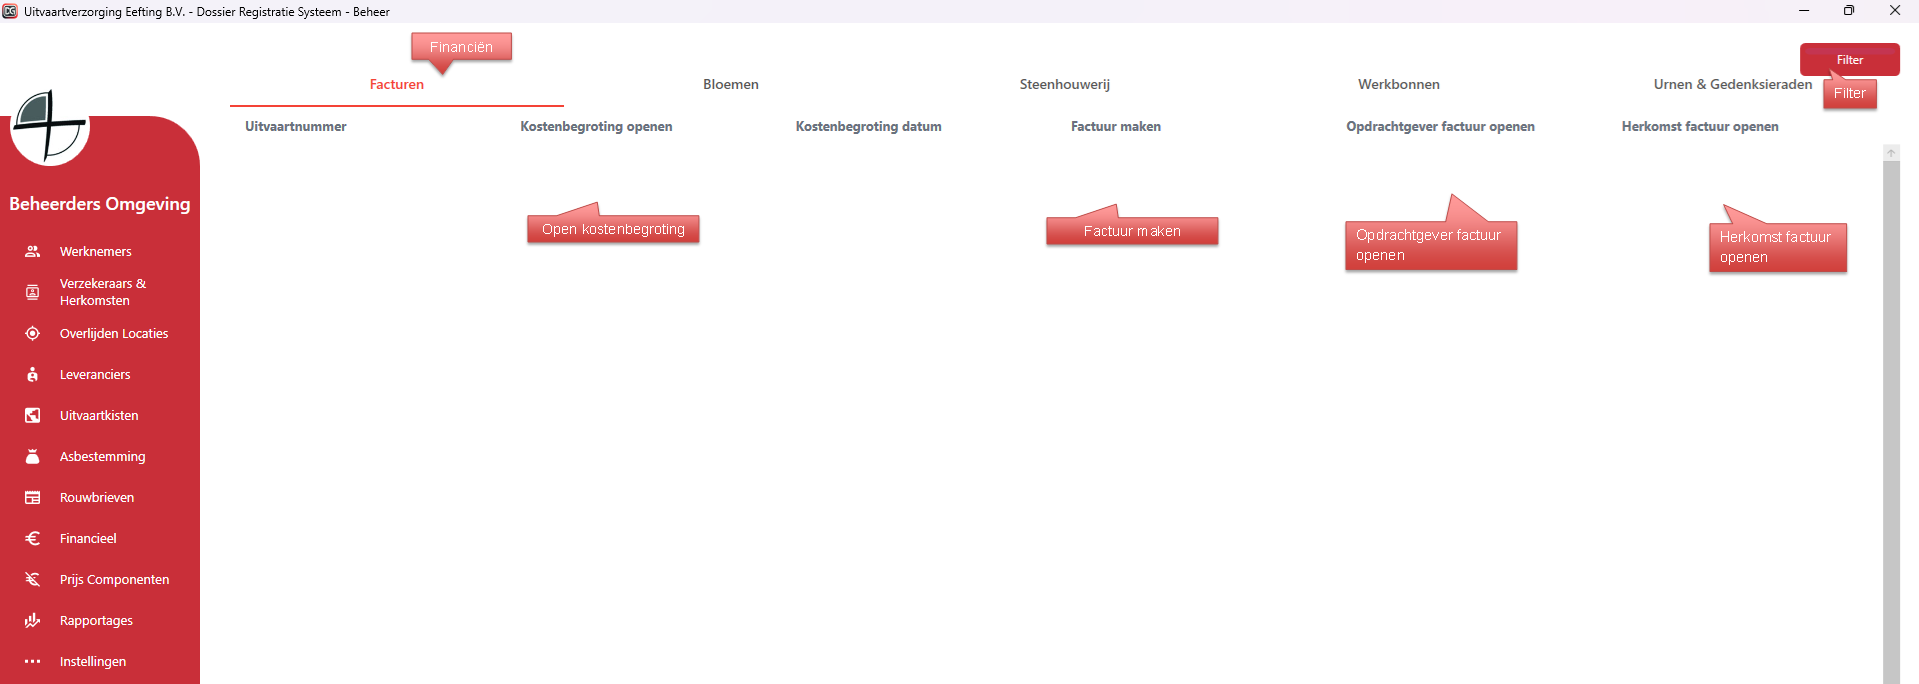 Uitvaartverzorging Eefting B.V. - Dossier Registratie Systeem - Beheer
Financiën
Filter
Facturen
Bloemen
Steenhouwerij
Werkbonnen
Urnen & Gedenksieraden
Filter
Uitvaartnummer
Kostenbegroting openen
Kostenbegroting datum
Factuur maken
Opdrachtgever factuur openen
Herkomst factuur openen
Open kostenbegroting
Factuur maken
Opdrachtgever factuur
openen
Herkomst factuur
openen
Beheerders Omgeving
Werknemers
Verzekeraars &
Herkomsten
Overlijden Locaties
Leveranciers
Uitvaartkisten
Asbestemming
Rouwbrieven
Financieel
Prijs Componenten
Rapportages
Instellingen